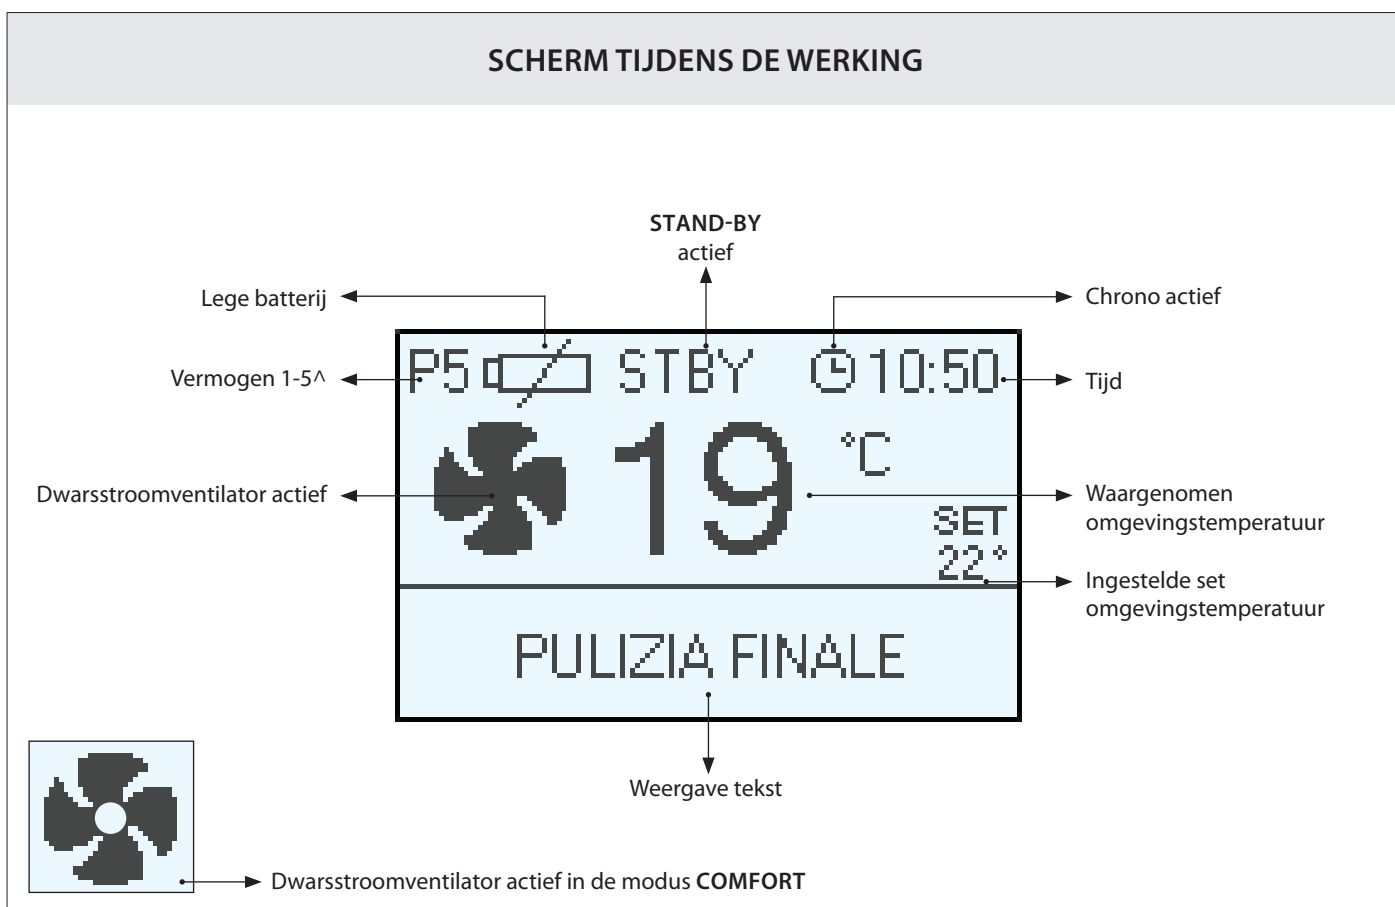 SCHERM TIJDENS DE WERKING
STAND-BY
actief
Lege batterij
Chrono actief
Vermogen 1-5^
Tijd
P5 STBY 10:50
Dwarsstroomventilator actief
19 °C
Waargenomen
omgevingstemperatuur
SET
22°
Ingestelde set
omgevingstemperatuur
PULIZIA FINALE
Weergave tekst
Dwarsstroomventilator actief in de modus COMFORT